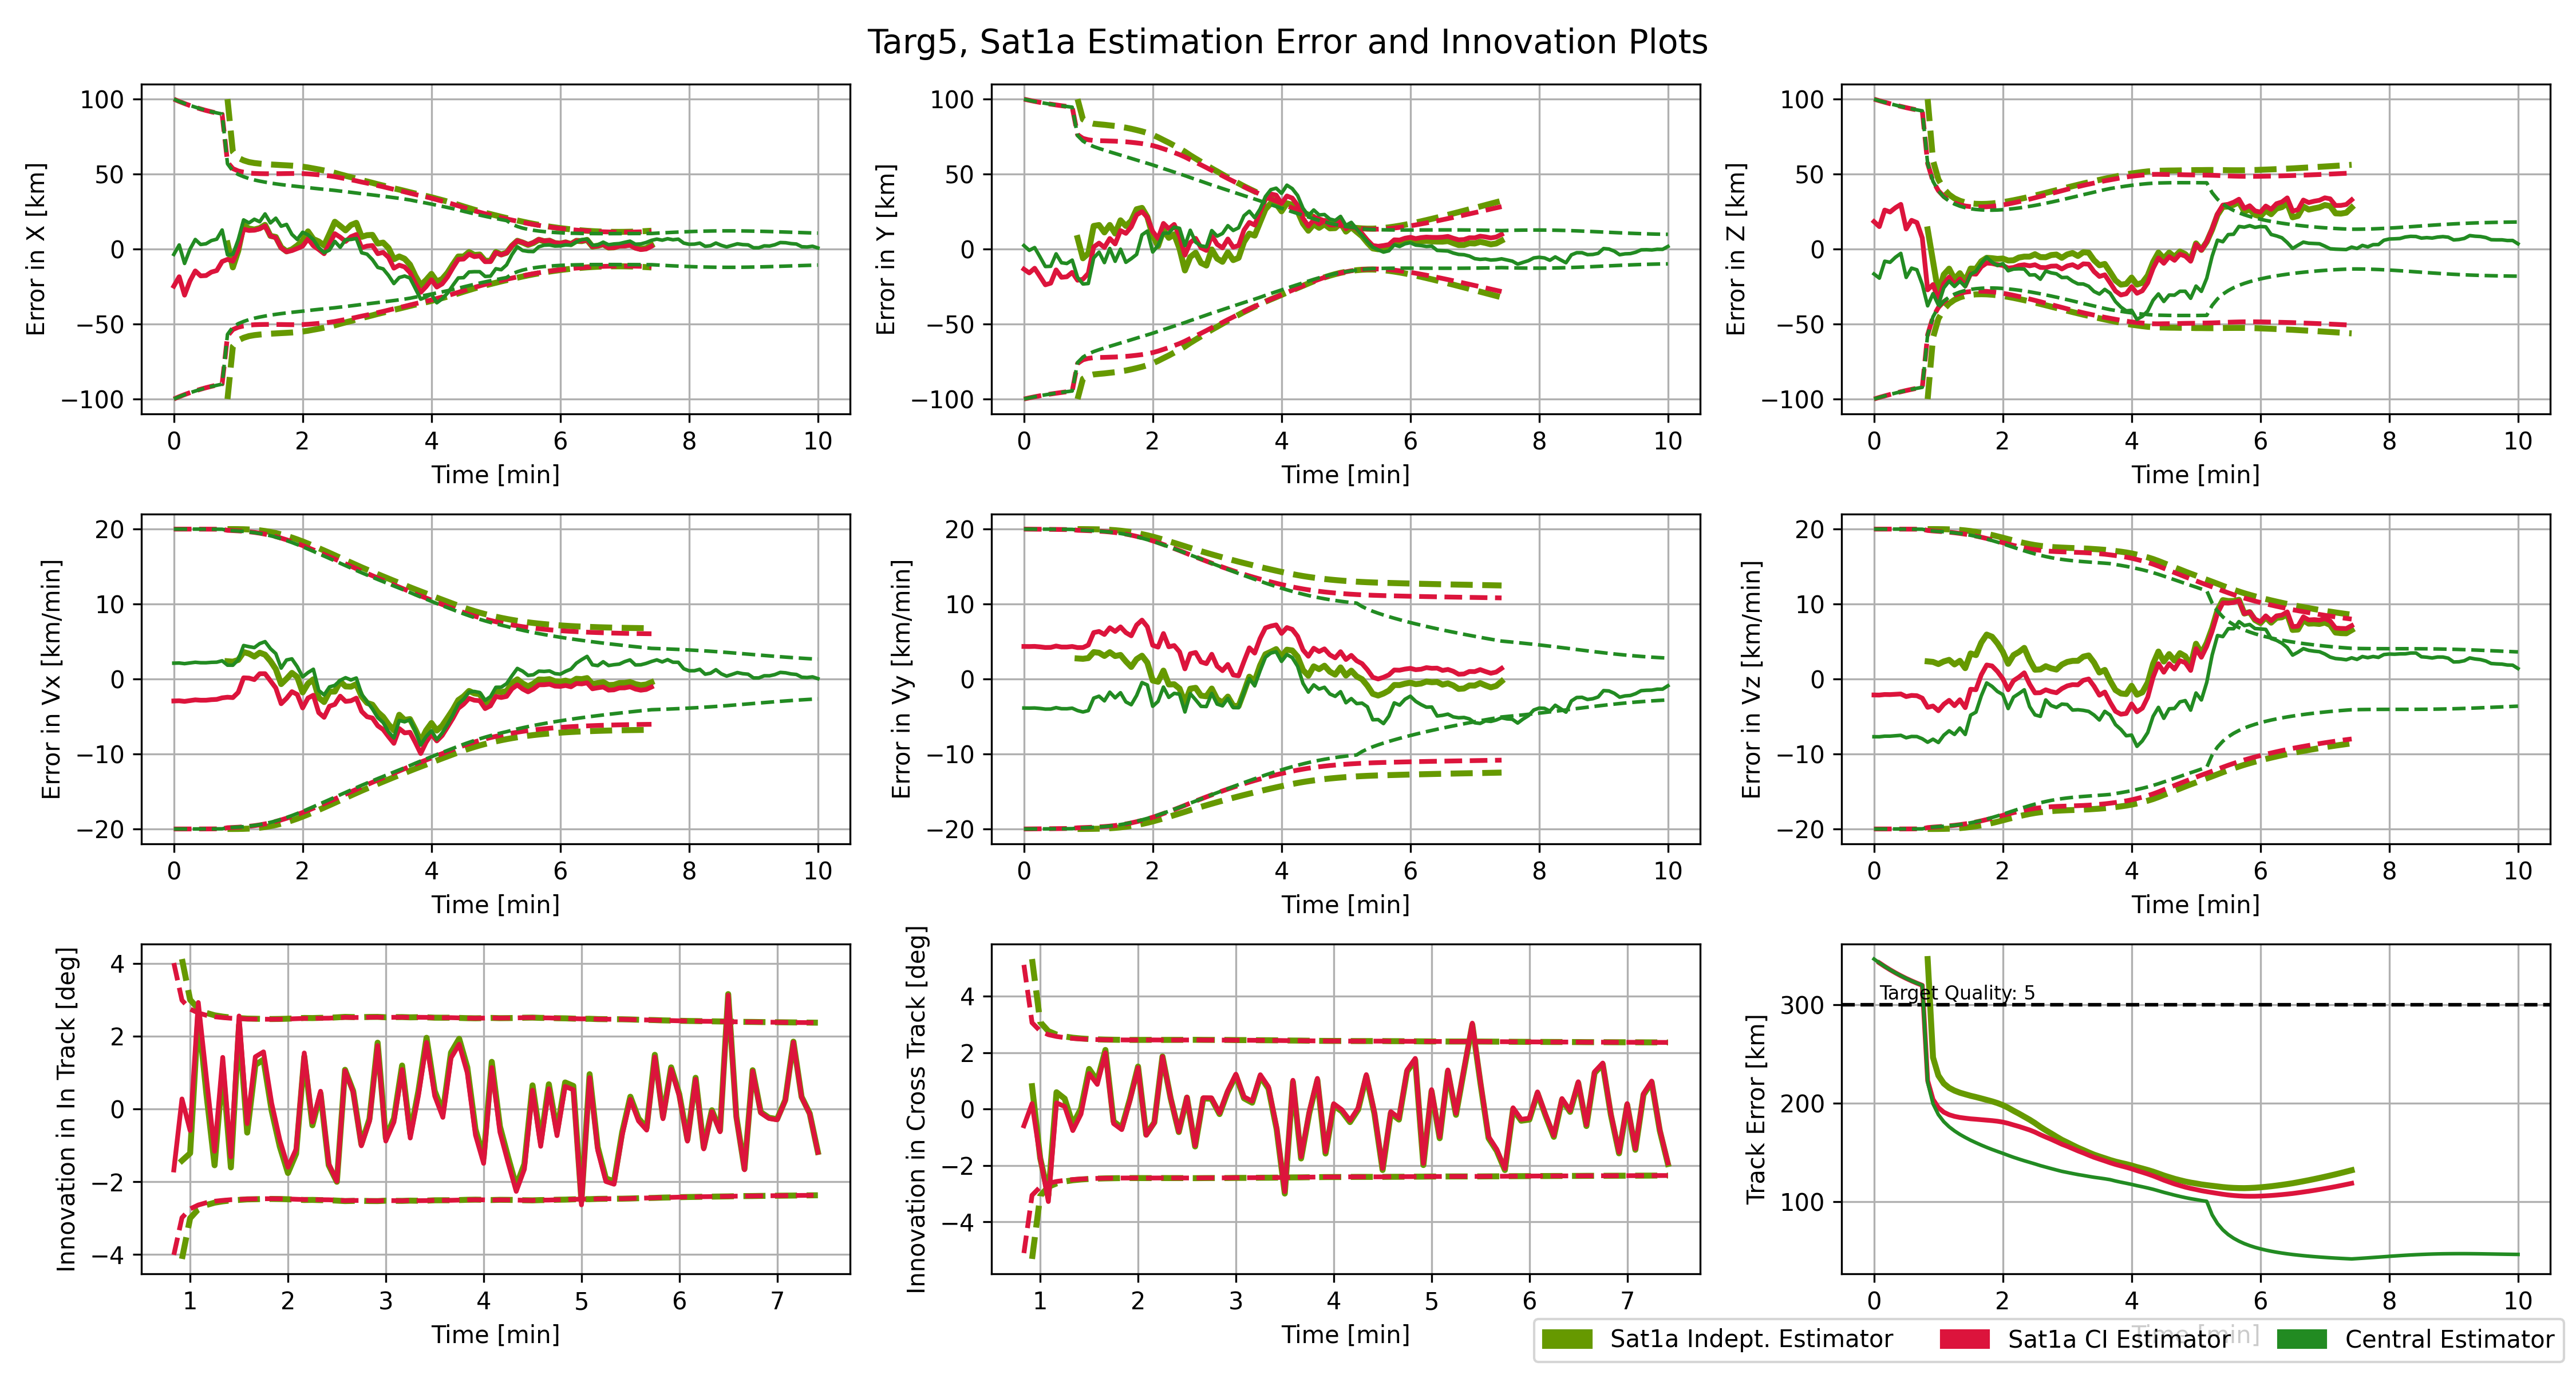 Targ5, Sat1a Estimation Error and Innovation Plots
Error in X [km]
100
50
0
−50
−100
0 2 4 6 8 10
Time [min]
Error in Y [km]
100
50
0
−50
−100
0 2 4 6 8 10
Time [min]
Error in Z [km]
100
50
0
−50
−100
0 2 4 6 8 10
Time [min]
Error in Vx [km/min)
20
10
0
−10
−20
0 2 4 6 8 10
Time [min]
Error in Vy [km/min)
20
10
0
−10
−20
0 2 4 6 8 10
Time [min]
Error in Vz [km/min)
20
10
0
−10
−20
0 2 4 6 8 10
Time [min]
Innovation in In Track [deg]
4
2
0
−2
−4
1 2 3 4 5 6 7
Time [min]
Innovation in Cross Track [deg]
4
2
0
−2
−4
1 2 3 4 5 6 7
Time [min]
Track Error [km]
300
200
100
Target Quality: 5
0 2 4 6 8 10
Time [min]
Sat1a Indept. Estimator
Sat1a CI Estimator
Central Estimator